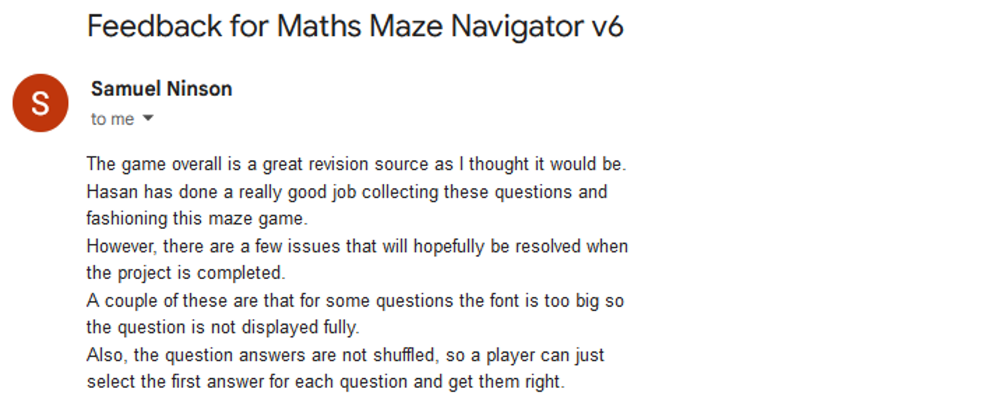 Feedback for Maths Maze Navigator v6
S
Samuel Ninson
to me
The game overall is a great revision source as I thought it would be.
Hasan has done a really good job collecting these questions and
fashioning this maze game.
However, there are a few issues that will hopefully be resolved when
the project is completed.
A couple of these are that for some questions the font is too big so
the question is not displayed fully.
Also, the question answers are not shuffled, so a player can just
select the first answer for each question and get them right.